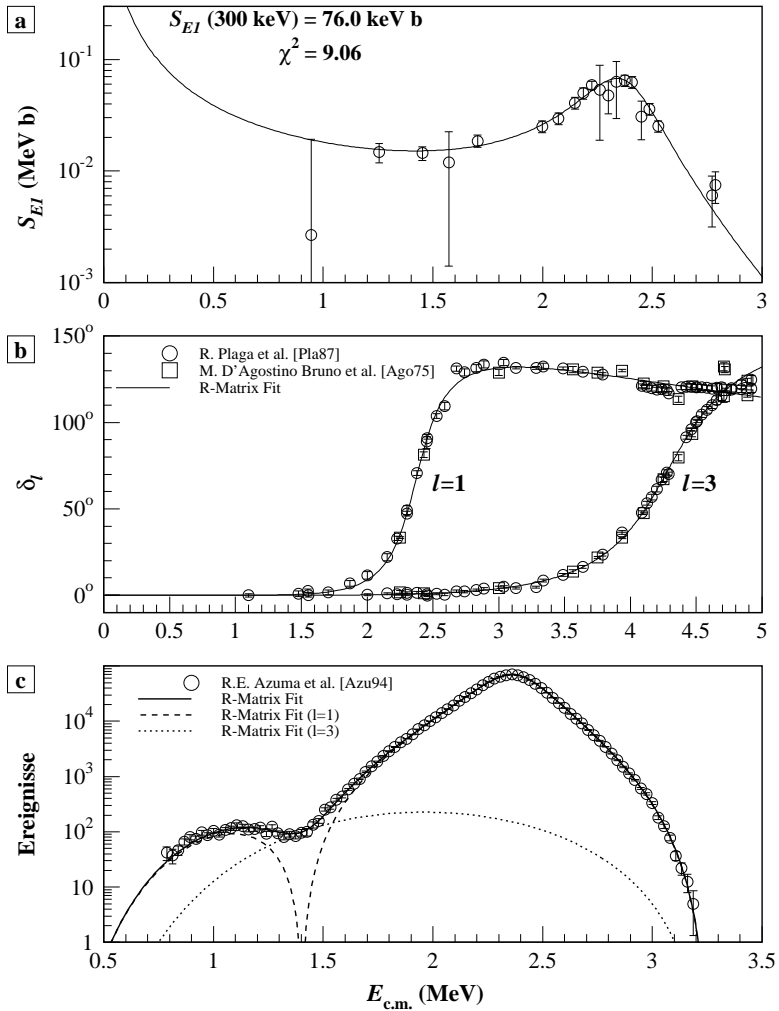 a
S_E1 (300 keV) = 76.0 keV b
χ² = 9.06
S_E1 (MeV b)
10⁻¹
10⁻²
10⁻³
0 0.5 1 1.5 2 2.5 3
b
R. Plaga et al. [Pla87]
M. D'Agostino Bruno et al. [Ago75]
R-Matrix Fit
δ_l
150°
100°
50°
0°
l=1
l=3
0 0.5 1 1.5 2 2.5 3 3.5 4 4.5 5
c
R.E. Azuma et al. [Azu94]
R-Matrix Fit
R-Matrix Fit (l=1)
R-Matrix Fit (l=3)
Ereignisse
10⁴
10³
10²
10
1
0.5 1 1.5 2 2.5 3 3.5
E_c.m. (MeV)